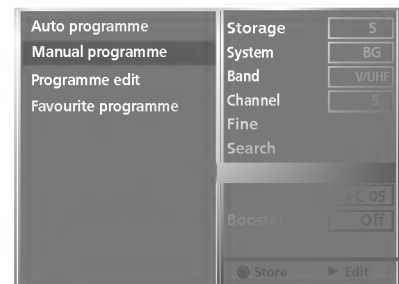 Auto programme
Manual programme
Programme edit
Favourite programme
Storage 5
System BG
Band V/UHF
Channel 5
Fine
Search
+C 05
Booster Off
Store ▶ Edit